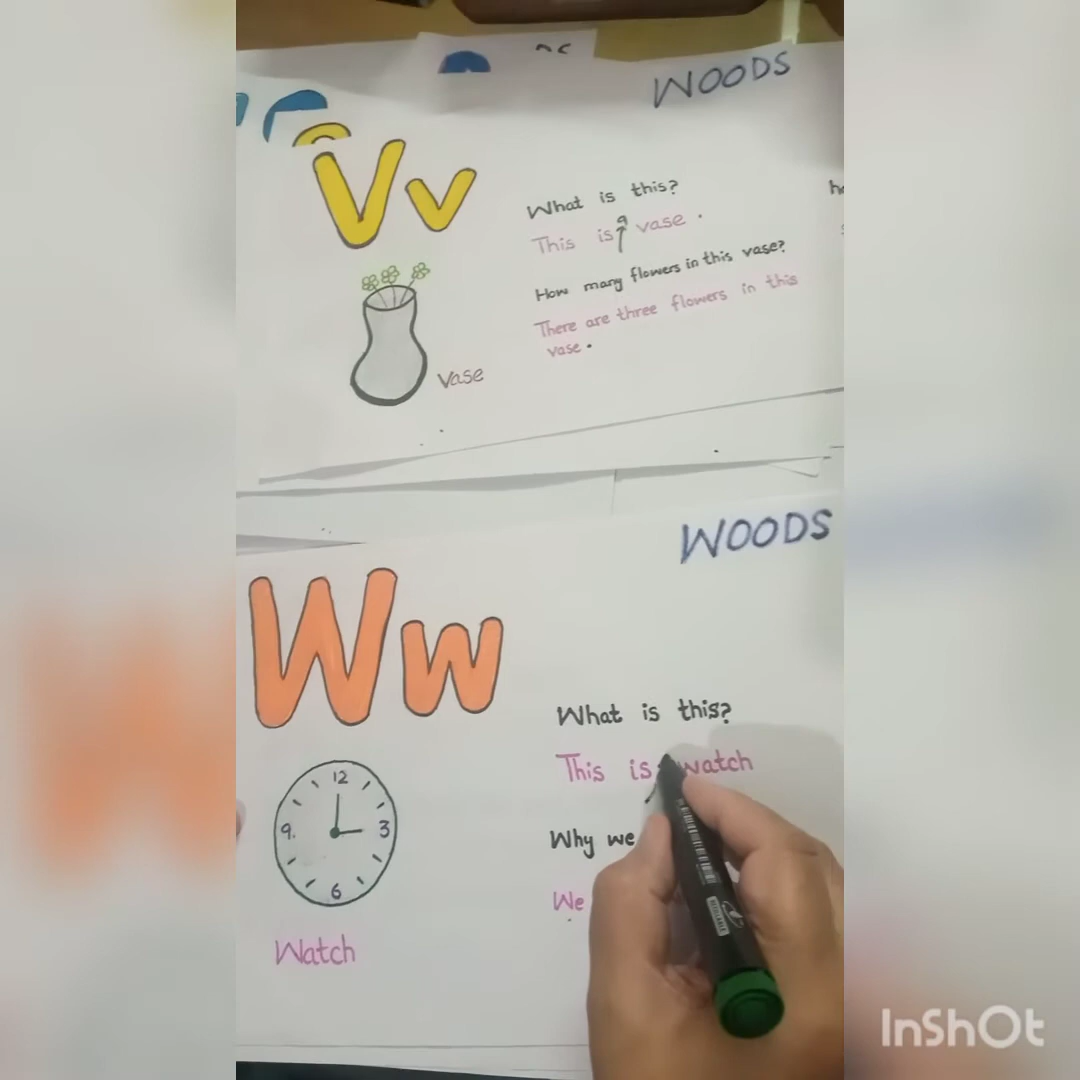 WOODS
Vv
What is this?
This is a vase.
How many flowers in this vase?
There are three flowers in this
vase.
Vase
WOODS
Ww
What is this?
This is watch
12
9. 3
6
Why we
We
Watch
InShOt